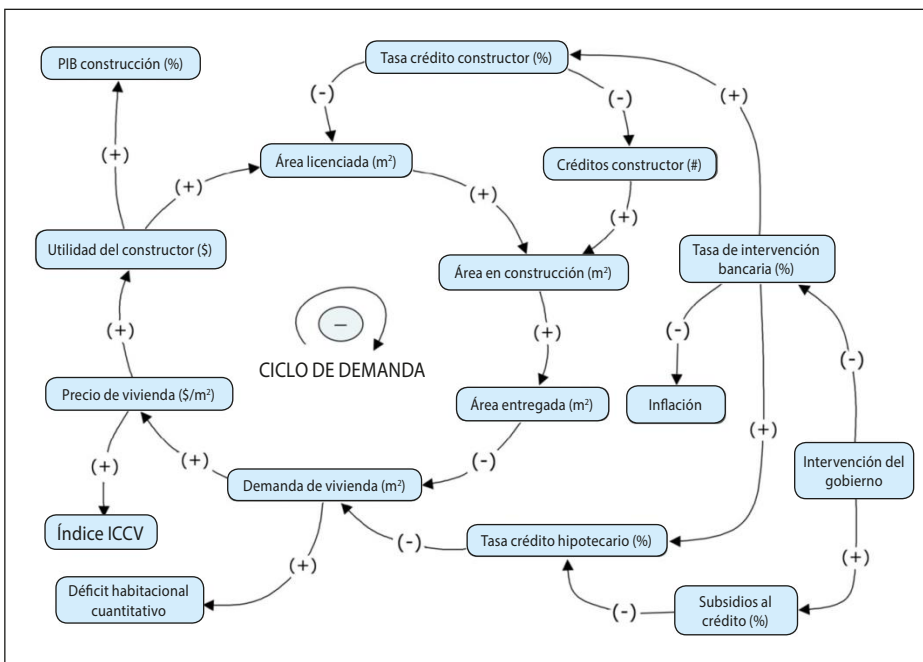 PIB construcción (%)
Tasa crédito constructor (%)
(-)
(-)
(+)
(+)
Área licenciada (m²)
Créditos constructor (#)
(+)
(+)
(+)
Utilidad del constructor ($)
Área en construcción (m²)
Tasa de intervención
bancaria (%)
(+)
–
(+)
(-)
(-)
CICLO DE DEMANDA
Precio de vivienda ($/m²)
Área entregada (m²)
Inflación
(+)
(+)
(+)
(-)
Demanda de vivienda (m²)
Intervención del
gobierno
Índice ICCV
(-)
Tasa crédito hipotecario (%)
(+)
(+)
Déficit habitacional
cuantitativo
(-)
Subsidios al
crédito (%)